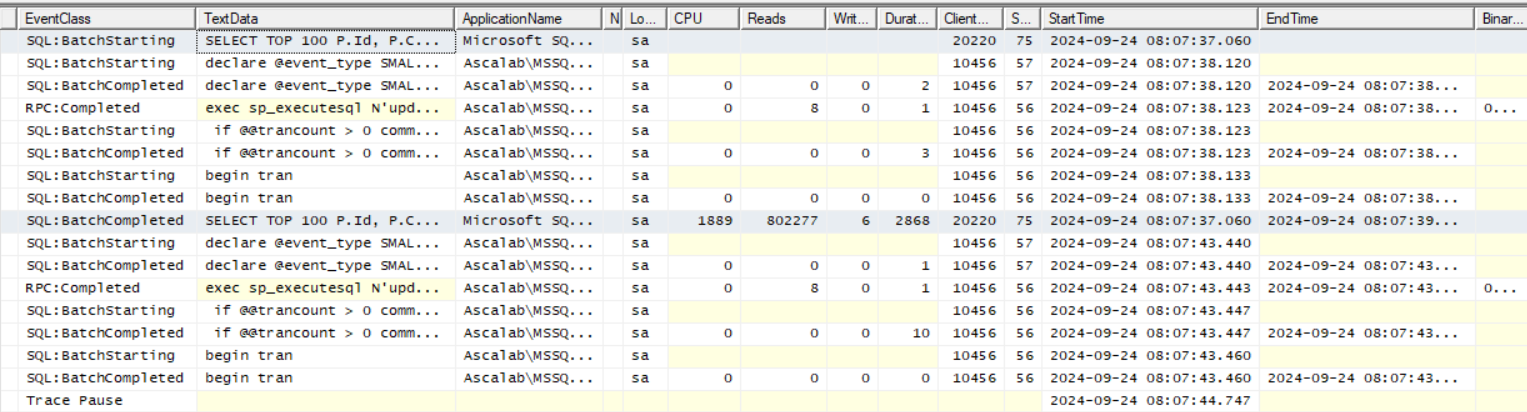 EventClass TextData ApplicationName N Lo... CPU Reads Writ... Durat... Client... S... StartTime EndTime Binar...
SQL:BatchStarting SELECT TOP 100 P.Id, P.C... Microsoft SQ... sa 20220 75 2024-09-24 08:07:37.060
SQL:BatchStarting declare @event_type SMAL... Ascalab\MSSQ... sa 10456 57 2024-09-24 08:07:38.120
SQL:BatchCompleted declare @event_type SMAL... Ascalab\MSSQ... sa 0 0 0 2 10456 57 2024-09-24 08:07:38.120 2024-09-24 08:07:38...
RPC:Completed exec sp_executesql N'upd... Ascalab\MSSQ... sa 0 8 0 1 10456 56 2024-09-24 08:07:38.123 2024-09-24 08:07:38... 0...
SQL:BatchStarting if @@trancount > 0 comm... Ascalab\MSSQ... sa 10456 56 2024-09-24 08:07:38.123
SQL:BatchCompleted if @@trancount > 0 comm... Ascalab\MSSQ... sa 0 0 0 3 10456 56 2024-09-24 08:07:38.123 2024-09-24 08:07:38...
SQL:BatchStarting begin tran Ascalab\MSSQ... sa 10456 56 2024-09-24 08:07:38.133
SQL:BatchCompleted begin tran Ascalab\MSSQ... sa 0 0 0 0 10456 56 2024-09-24 08:07:38.133 2024-09-24 08:07:38...
SQL:BatchCompleted SELECT TOP 100 P.Id, P.C... Microsoft SQ... sa 1889 802277 6 2868 20220 75 2024-09-24 08:07:37.060 2024-09-24 08:07:39...
SQL:BatchStarting declare @event_type SMAL... Ascalab\MSSQ... sa 10456 57 2024-09-24 08:07:43.440
SQL:BatchCompleted declare @event_type SMAL... Ascalab\MSSQ... sa 0 0 0 1 10456 57 2024-09-24 08:07:43.440 2024-09-24 08:07:43...
RPC:Completed exec sp_executesql N'upd... Ascalab\MSSQ... sa 0 8 0 1 10456 56 2024-09-24 08:07:43.443 2024-09-24 08:07:43... 0...
SQL:BatchStarting if @@trancount > 0 comm... Ascalab\MSSQ... sa 10456 56 2024-09-24 08:07:43.447
SQL:BatchCompleted if @@trancount > 0 comm... Ascalab\MSSQ... sa 0 0 0 10 10456 56 2024-09-24 08:07:43.447 2024-09-24 08:07:43...
SQL:BatchStarting begin tran Ascalab\MSSQ... sa 10456 56 2024-09-24 08:07:43.460
SQL:BatchCompleted begin tran Ascalab\MSSQ... sa 0 0 0 0 10456 56 2024-09-24 08:07:43.460 2024-09-24 08:07:43...
Trace Pause 2024-09-24 08:07:44.747